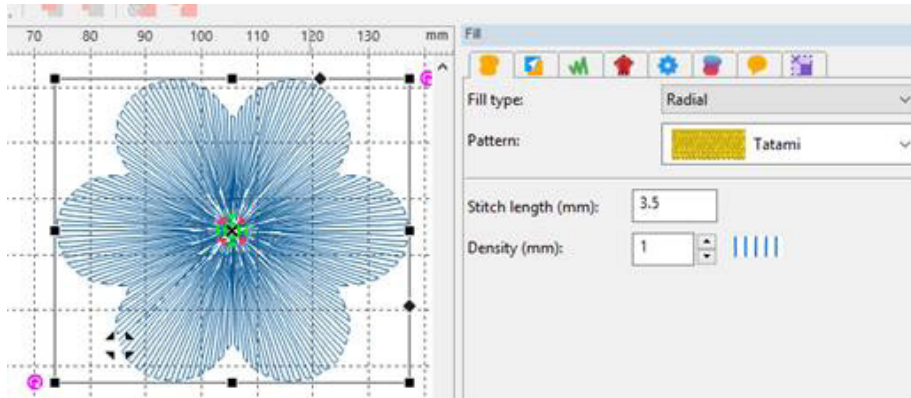 70 80 90 100 110 120 130 mm
Fill
Fill type: Radial
Pattern: Tatami
Stitch length (mm): 3.5
Density (mm): 1